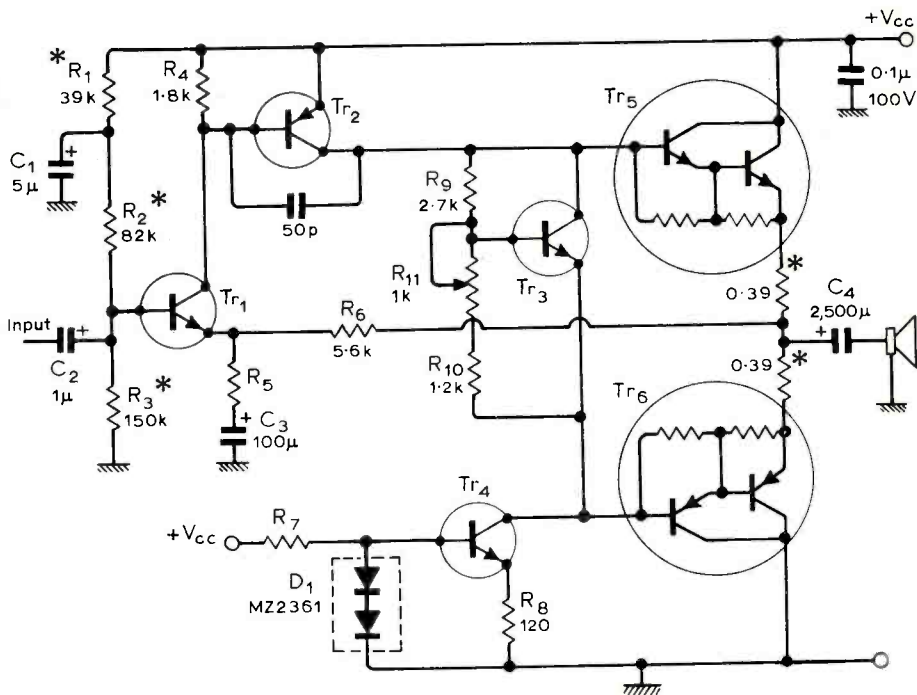 +Vcc
* R1
39k
R4
1·8k
Tr2
Tr5
0·1µ
100V
C1 +
5µ
R2 *
82k
50p
R9
2·7k
R11
1k
Tr3
*
0·39
C4
2,500µ
+
Tr1
R6
5.6k
Input
C2 +
1µ
R3 *
150k
R5
+ C3
100µ
R10
1·2k
0·39
*
Tr6
Tr4
+Vcc
R7
D1
MZ2361
R8
120